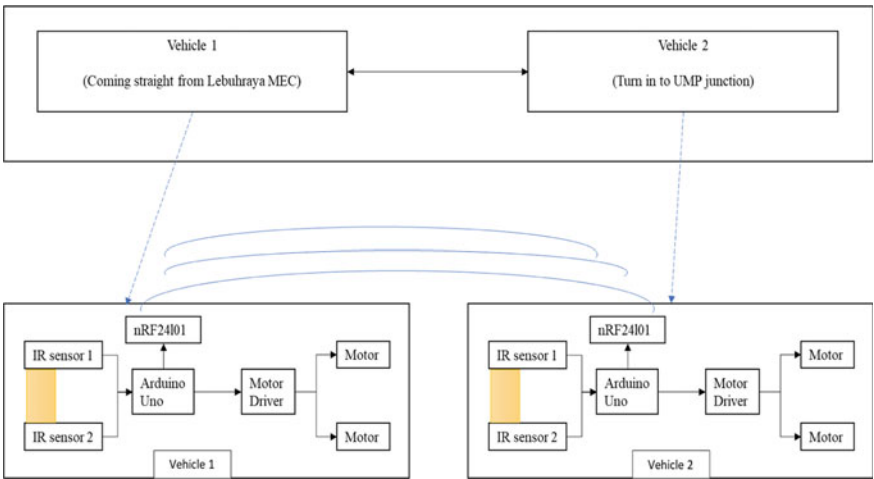 Vehicle 1
(Coming straight from Lebuhraya MEC)
Vehicle 2
(Turn in to UMP junction)
nRF24l01
IR sensor 1
Arduino
Uno
Motor
Driver
Motor
IR sensor 2
Motor
Vehicle 1
nRF24l01
IR sensor 1
Arduino
Uno
Motor
Driver
Motor
IR sensor 2
Motor
Vehicle 2